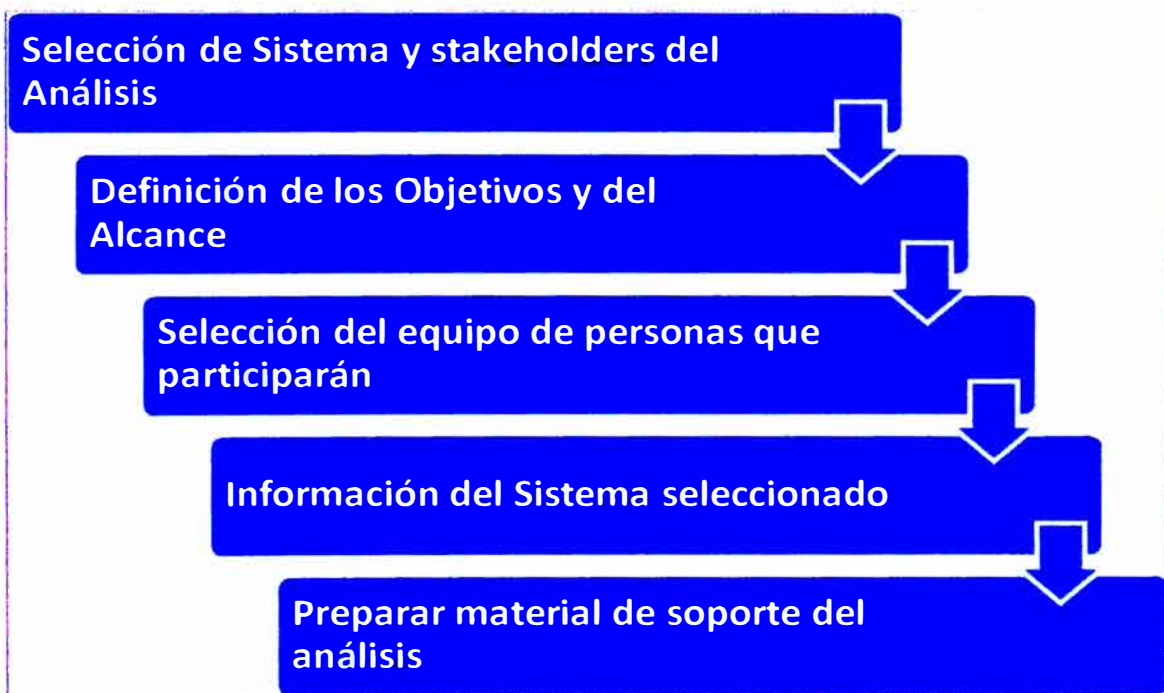 Selección de Sistema y stakeholders del
Análisis
Definición de los Objetivos y del
Alcance
Selección del equipo de personas que
participarán
Información del Sistema seleccionado
Preparar material de soporte del
análisis